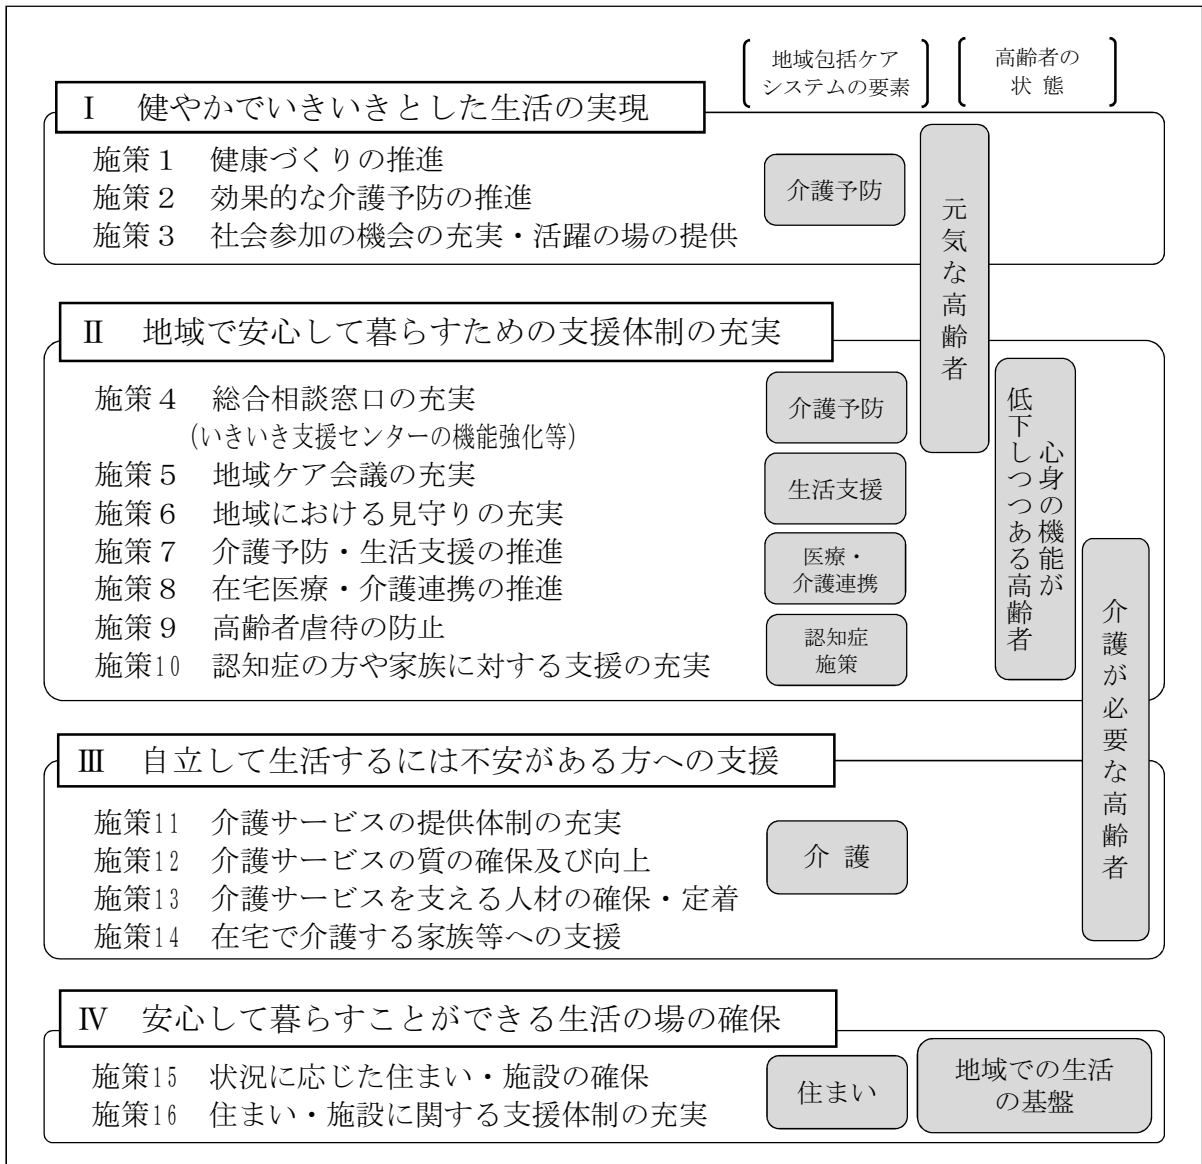 地域包括ケア
システムの要素
高齢者の
状 態
Ⅰ 健やかでいきいきとした生活の実現
施策１ 健康づくりの推進
施策２ 効果的な介護予防の推進
施策３ 社会参加の機会の充実・活躍の場の提供
介護予防
元気な高齢者
Ⅱ 地域で安心して暮らすための支援体制の充実
施策４ 総合相談窓口の充実
(いきいき支援センターの機能強化等)
施策５ 地域ケア会議の充実
施策６ 地域における見守りの充実
施策７ 介護予防・生活支援の推進
施策８ 在宅医療・介護連携の推進
施策９ 高齢者虐待の防止
施策10 認知症の方や家族に対する支援の充実
介護予防
生活支援
医療・
介護連携
認知症
施策
心身の機能が
低下しつつある高齢者
介護が必要な高齢者
Ⅲ 自立して生活するには不安がある方への支援
施策11 介護サービスの提供体制の充実
施策12 介護サービスの質の確保及び向上
施策13 介護サービスを支える人材の確保・定着
施策14 在宅で介護する家族等への支援
介 護
Ⅳ 安心して暮らすことができる生活の場の確保
施策15 状況に応じた住まい・施設の確保
施策16 住まい・施設に関する支援体制の充実
住まい
地域での生活
の基盤